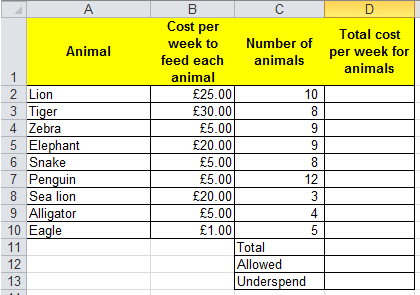 A B C D
1 Animal Cost per week to feed each animal Number of animals Total cost per week for animals
2 Lion £25.00 10
3 Tiger £30.00 8
4 Zebra £5.00 9
5 Elephant £20.00 9
6 Snake £5.00 8
7 Penguin £5.00 12
8 Sea lion £20.00 3
9 Alligator £5.00 4
10 Eagle £1.00 5
11 Total
12 Allowed
13 Underspend